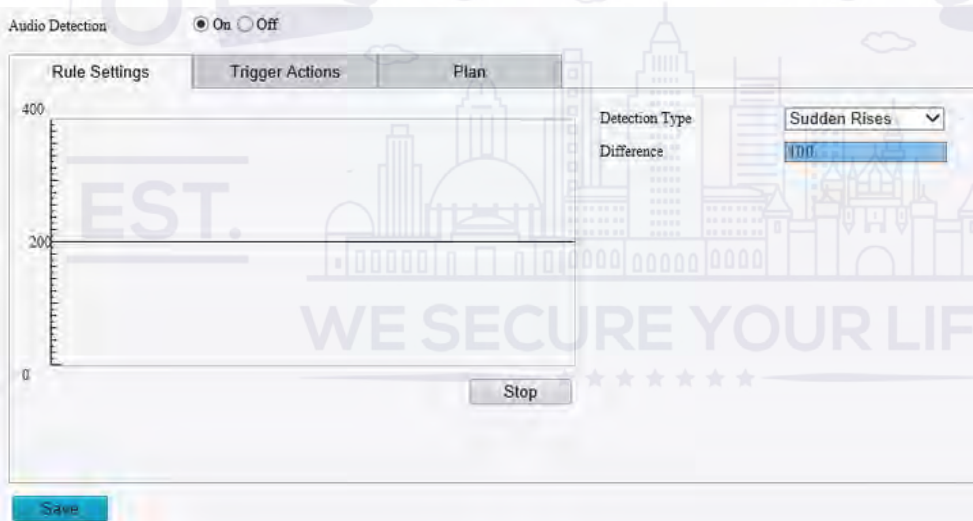 Audio Detection On Off
Rule Settings Trigger Actions Plan
400
Detection Type Sudden Rises
Difference 100
EST.
200
WE SECURE YOUR LIF
0
Stop
Save